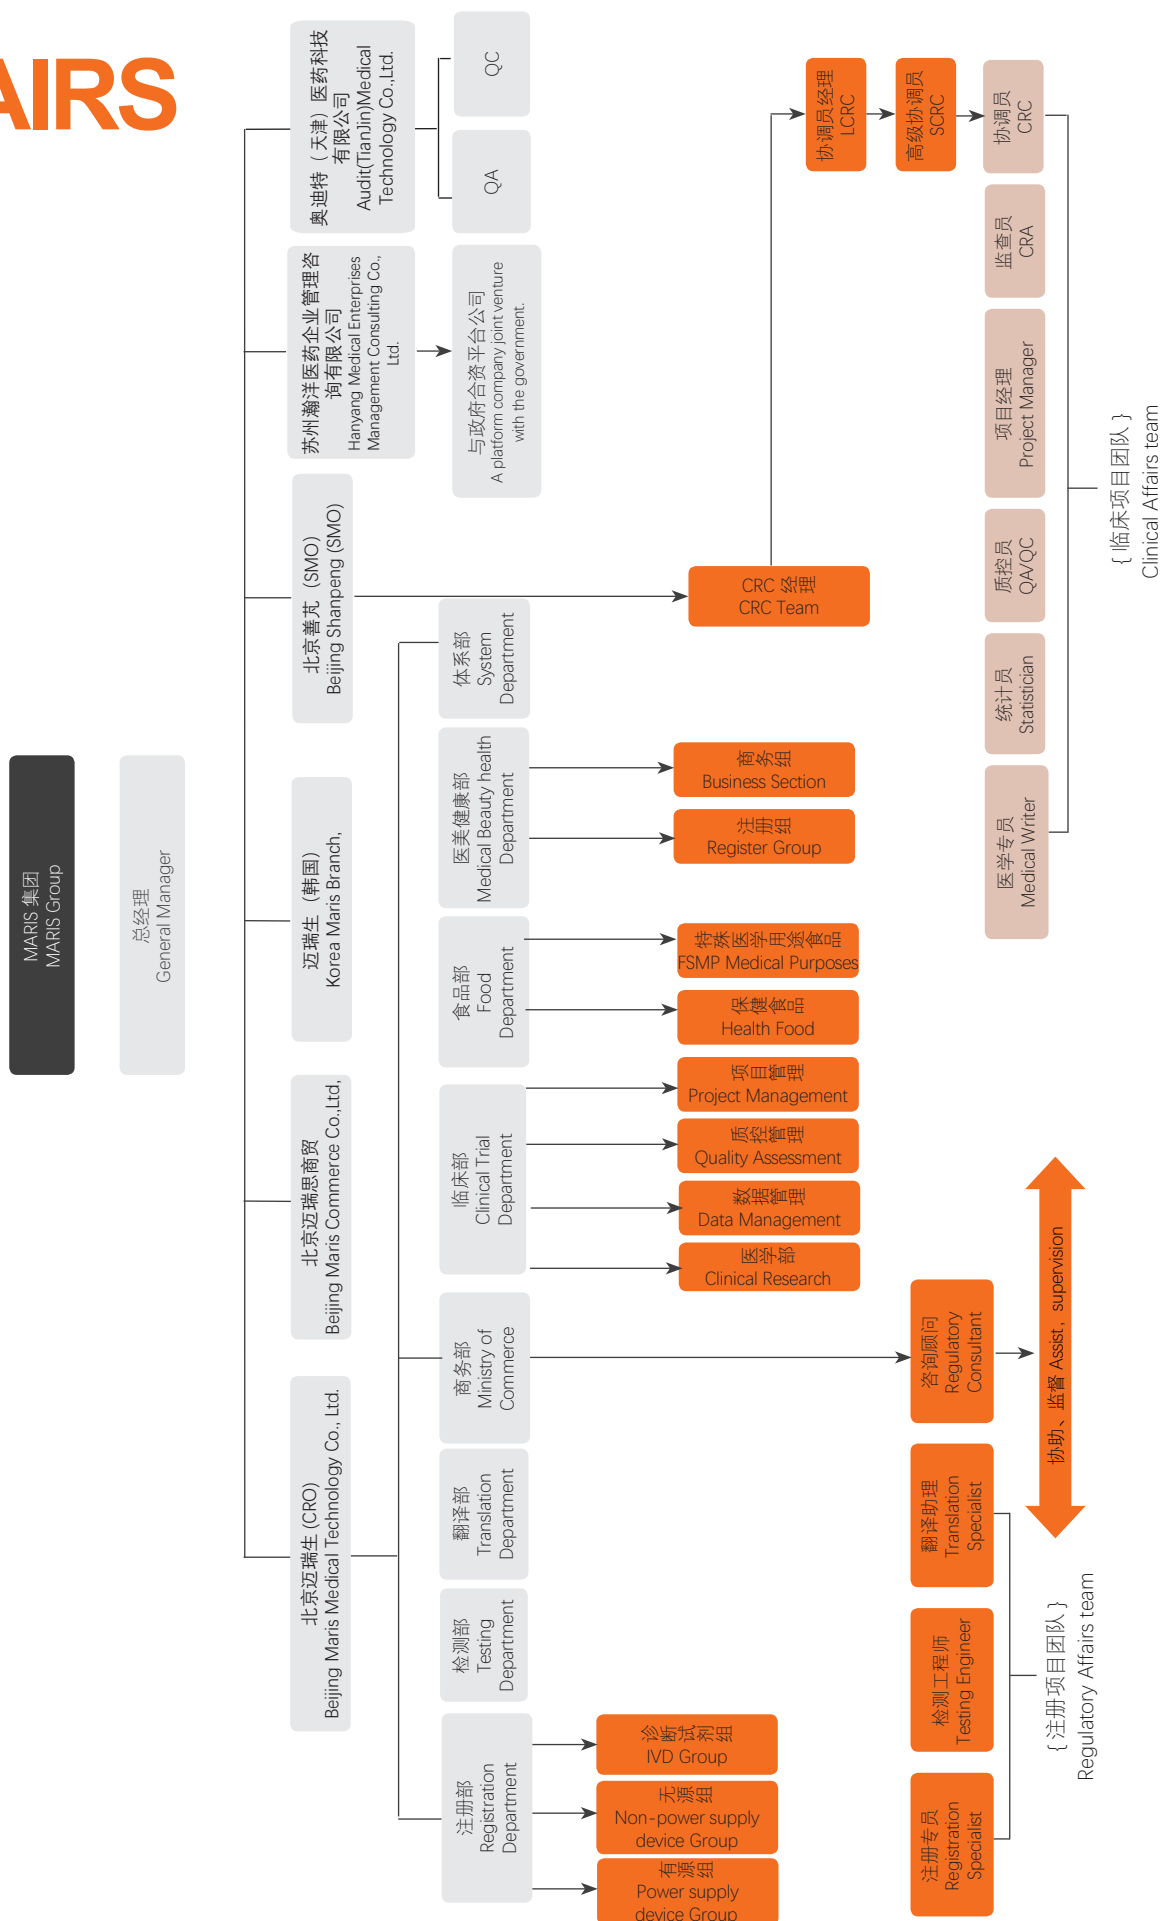 AIRS
MARIS 集团
MARIS Group
总经理
General Manager
北京迈瑞生 (CRO)
Beijing Maris Medical Technology Co., Ltd.
北京迈瑞思商贸
Beijing Maris Commerce Co.,Ltd,
迈瑞生（韩国）
Korea Maris Branch,
北京善芃（SMO)
Beijing Shanpeng (SMO)
苏州瀚洋医药企业管理咨
询有限公司
Hanyang Medical Enterprises
Management Consulting Co.,
Ltd.
奥迪特（天津）医药科技
有限公司
Audit(TianJin)Medical
Technology Co.,Ltd.
注册部
Registration
Department
检测部
Testing
Department
翻译部
Translation
Department
商务部
Ministry of
Commerce
临床部
Clinical Trial
Department
食品部
Food
Department
医美健康部
Medical Beauty health
Department
体系部
System
Department
与政府合资平台公司
A platform company joint venture
with the government.
QA
QC
有源组
Power supply
device Group
无源组
Non-power supply
device Group
诊断试剂组
IVD Group
医学部
Clinical Research
数据管理
Data Management
质控管理
Quality Assessment
项目管理
Project Management
保健食品
Health Food
特殊医学用途食品
FSMP Medical Purposes
注册组
Register Group
商务组
Business Section
CRC 经理
CRC Team
协调员经理
LCRC
高级协调员
SCRC
注册专员
Registration
Specialist
检测工程师
Testing Engineer
翻译助理
Translation
Specialist
咨询顾问
Regulatory
Consultant
医学专员
Medical Writer
统计员
Statistician
质控员
QA/QC
项目经理
Project Manager
监查员
CRA
协调员
CRC
{ 注册项目团队 }
Regulatory Affairs team
协助、监督 Assist，supervision
{ 临床项目团队 }
Clinical Affairs team